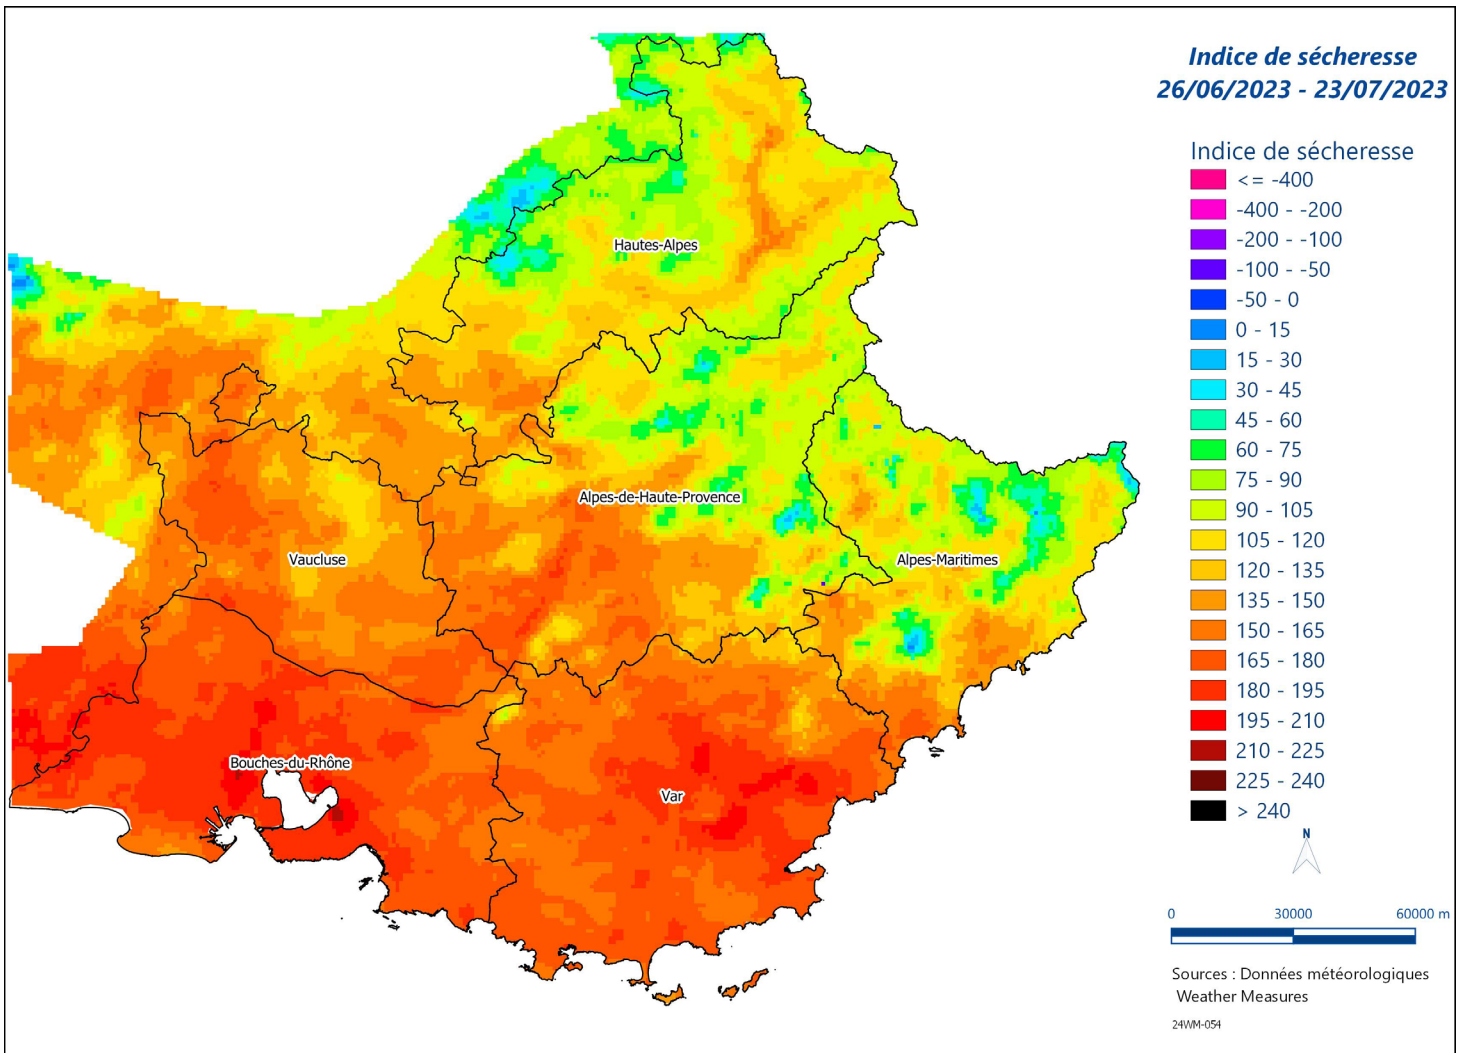 Indice de sécheresse
26/06/2023 - 23/07/2023
Indice de sécheresse
<= -400
-400 - -200
-200 - -100
-100 - -50
-50 - 0
0 - 15
15 - 30
30 - 45
45 - 60
60 - 75
75 - 90
90 - 105
105 - 120
120 - 135
135 - 150
150 - 165
165 - 180
180 - 195
195 - 210
210 - 225
225 - 240
> 240
N
0 30000 60000 m
Sources : Données météorologiques
Weather Measures
24WM-054
Hautes-Alpes
Alpes-de-Haute-Provence
Vaucluse
Alpes-Maritimes
Bouches-du-Rhône
Var